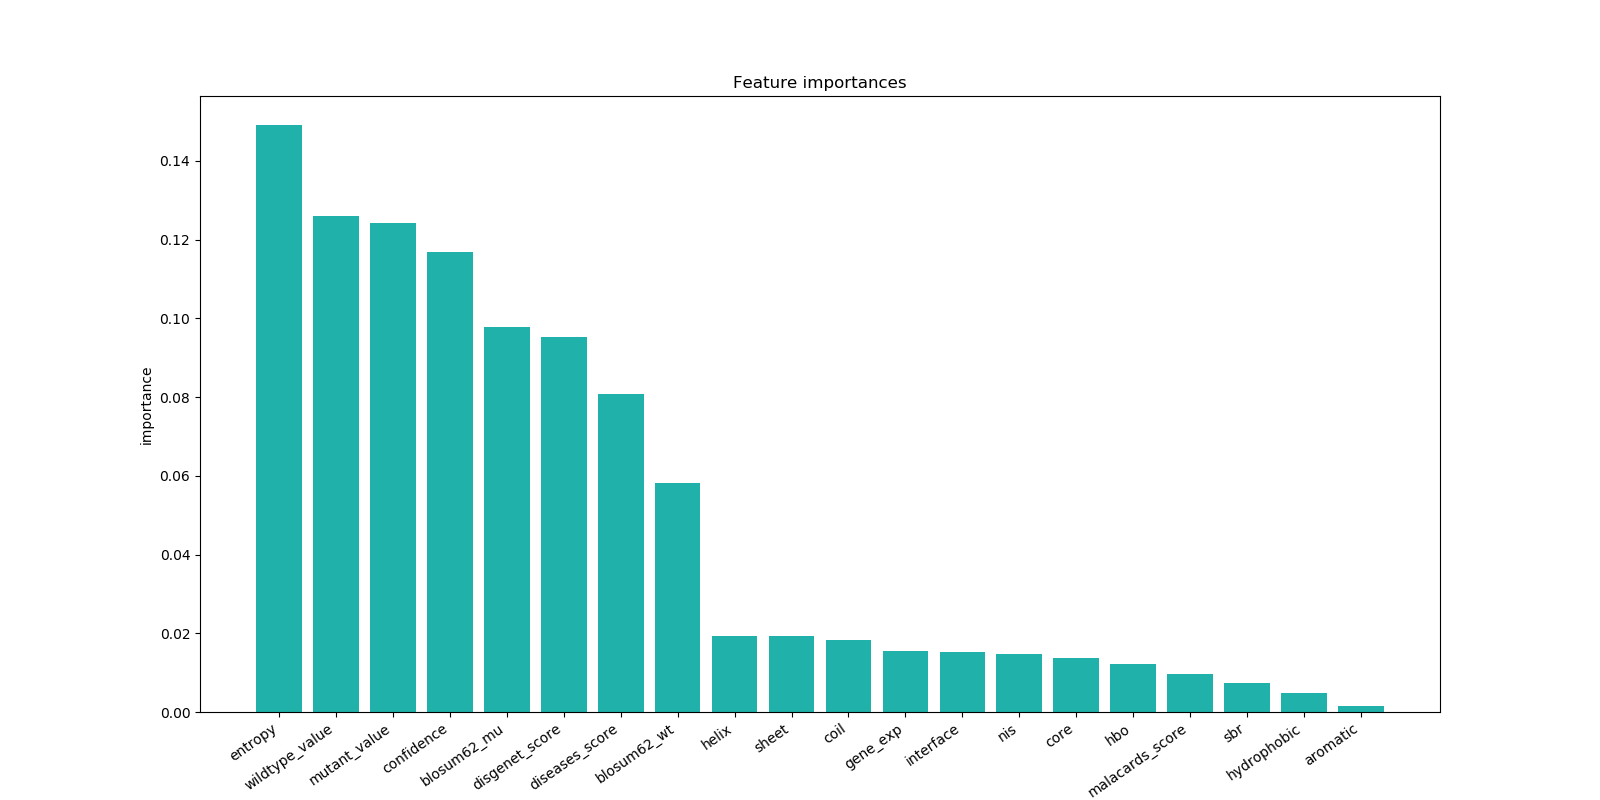 Feature importances
importance
0.14
0.12
0.10
0.08
0.06
0.04
0.02
0.00
entropy
wildtype_value
mutant_value
confidence
blosum62_mu
disgenet_score
diseases_score
blosum62_wt
helix
sheet
coil
gene_exp
interface
nis
core
hbo
malacards_score
sbr
hydrophobic
aromatic